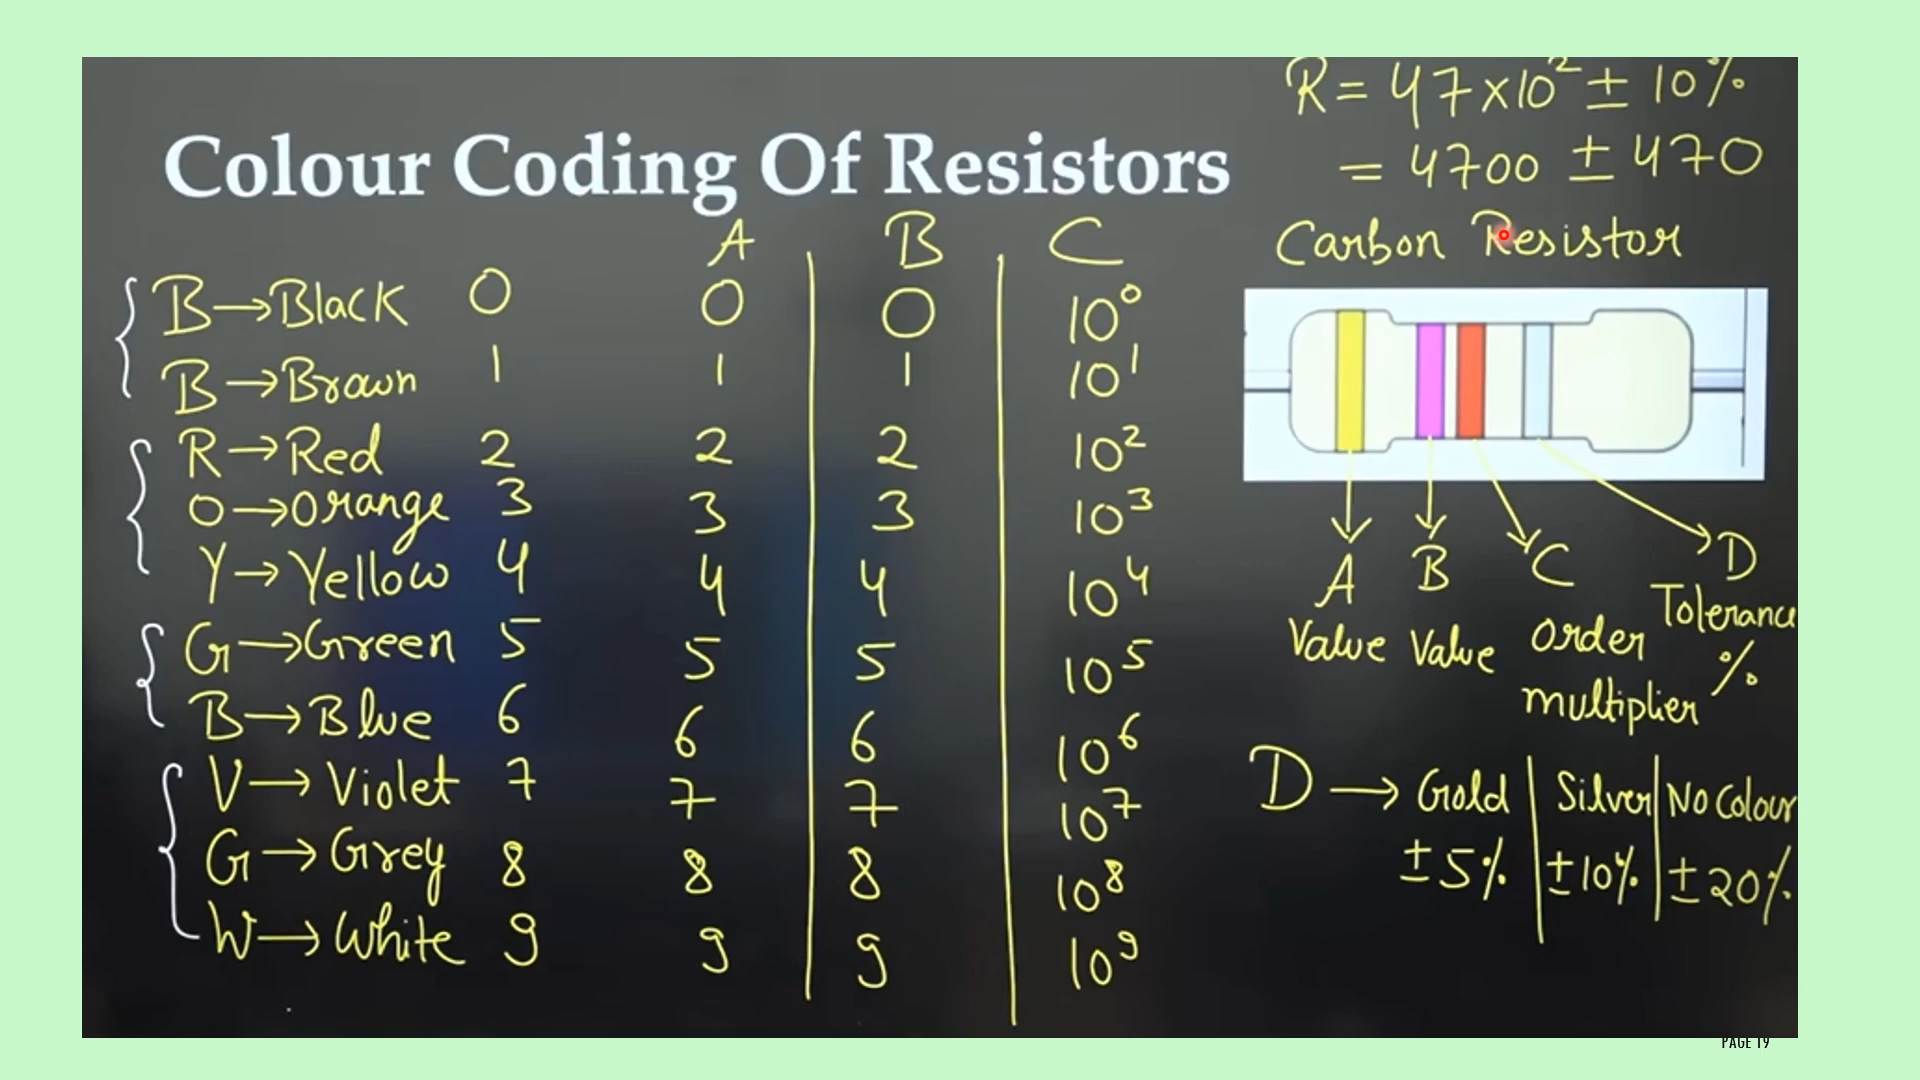 R = 47×10² ± 10%
= 4700 ± 470
Colour Coding Of Resistors
A B C
B→Black 0 0 0 10⁰
B→Brown 1 1 1 10¹
R→Red 2 2 2 10²
O→Orange 3 3 3 10³
Y→Yellow 4 4 4 10⁴
G→Green 5 5 5 10⁵
B→Blue 6 6 6 10⁶
V→Violet 7 7 7 10⁷
G→Grey 8 8 8 10⁸
W→White 9 9 9 10⁹
Carbon Resistor
A B C D
Value Value Order multiplier Tolerance %
D → Gold | Silver | No Colour
±5% | ±10% | ±20%
PAGE 19